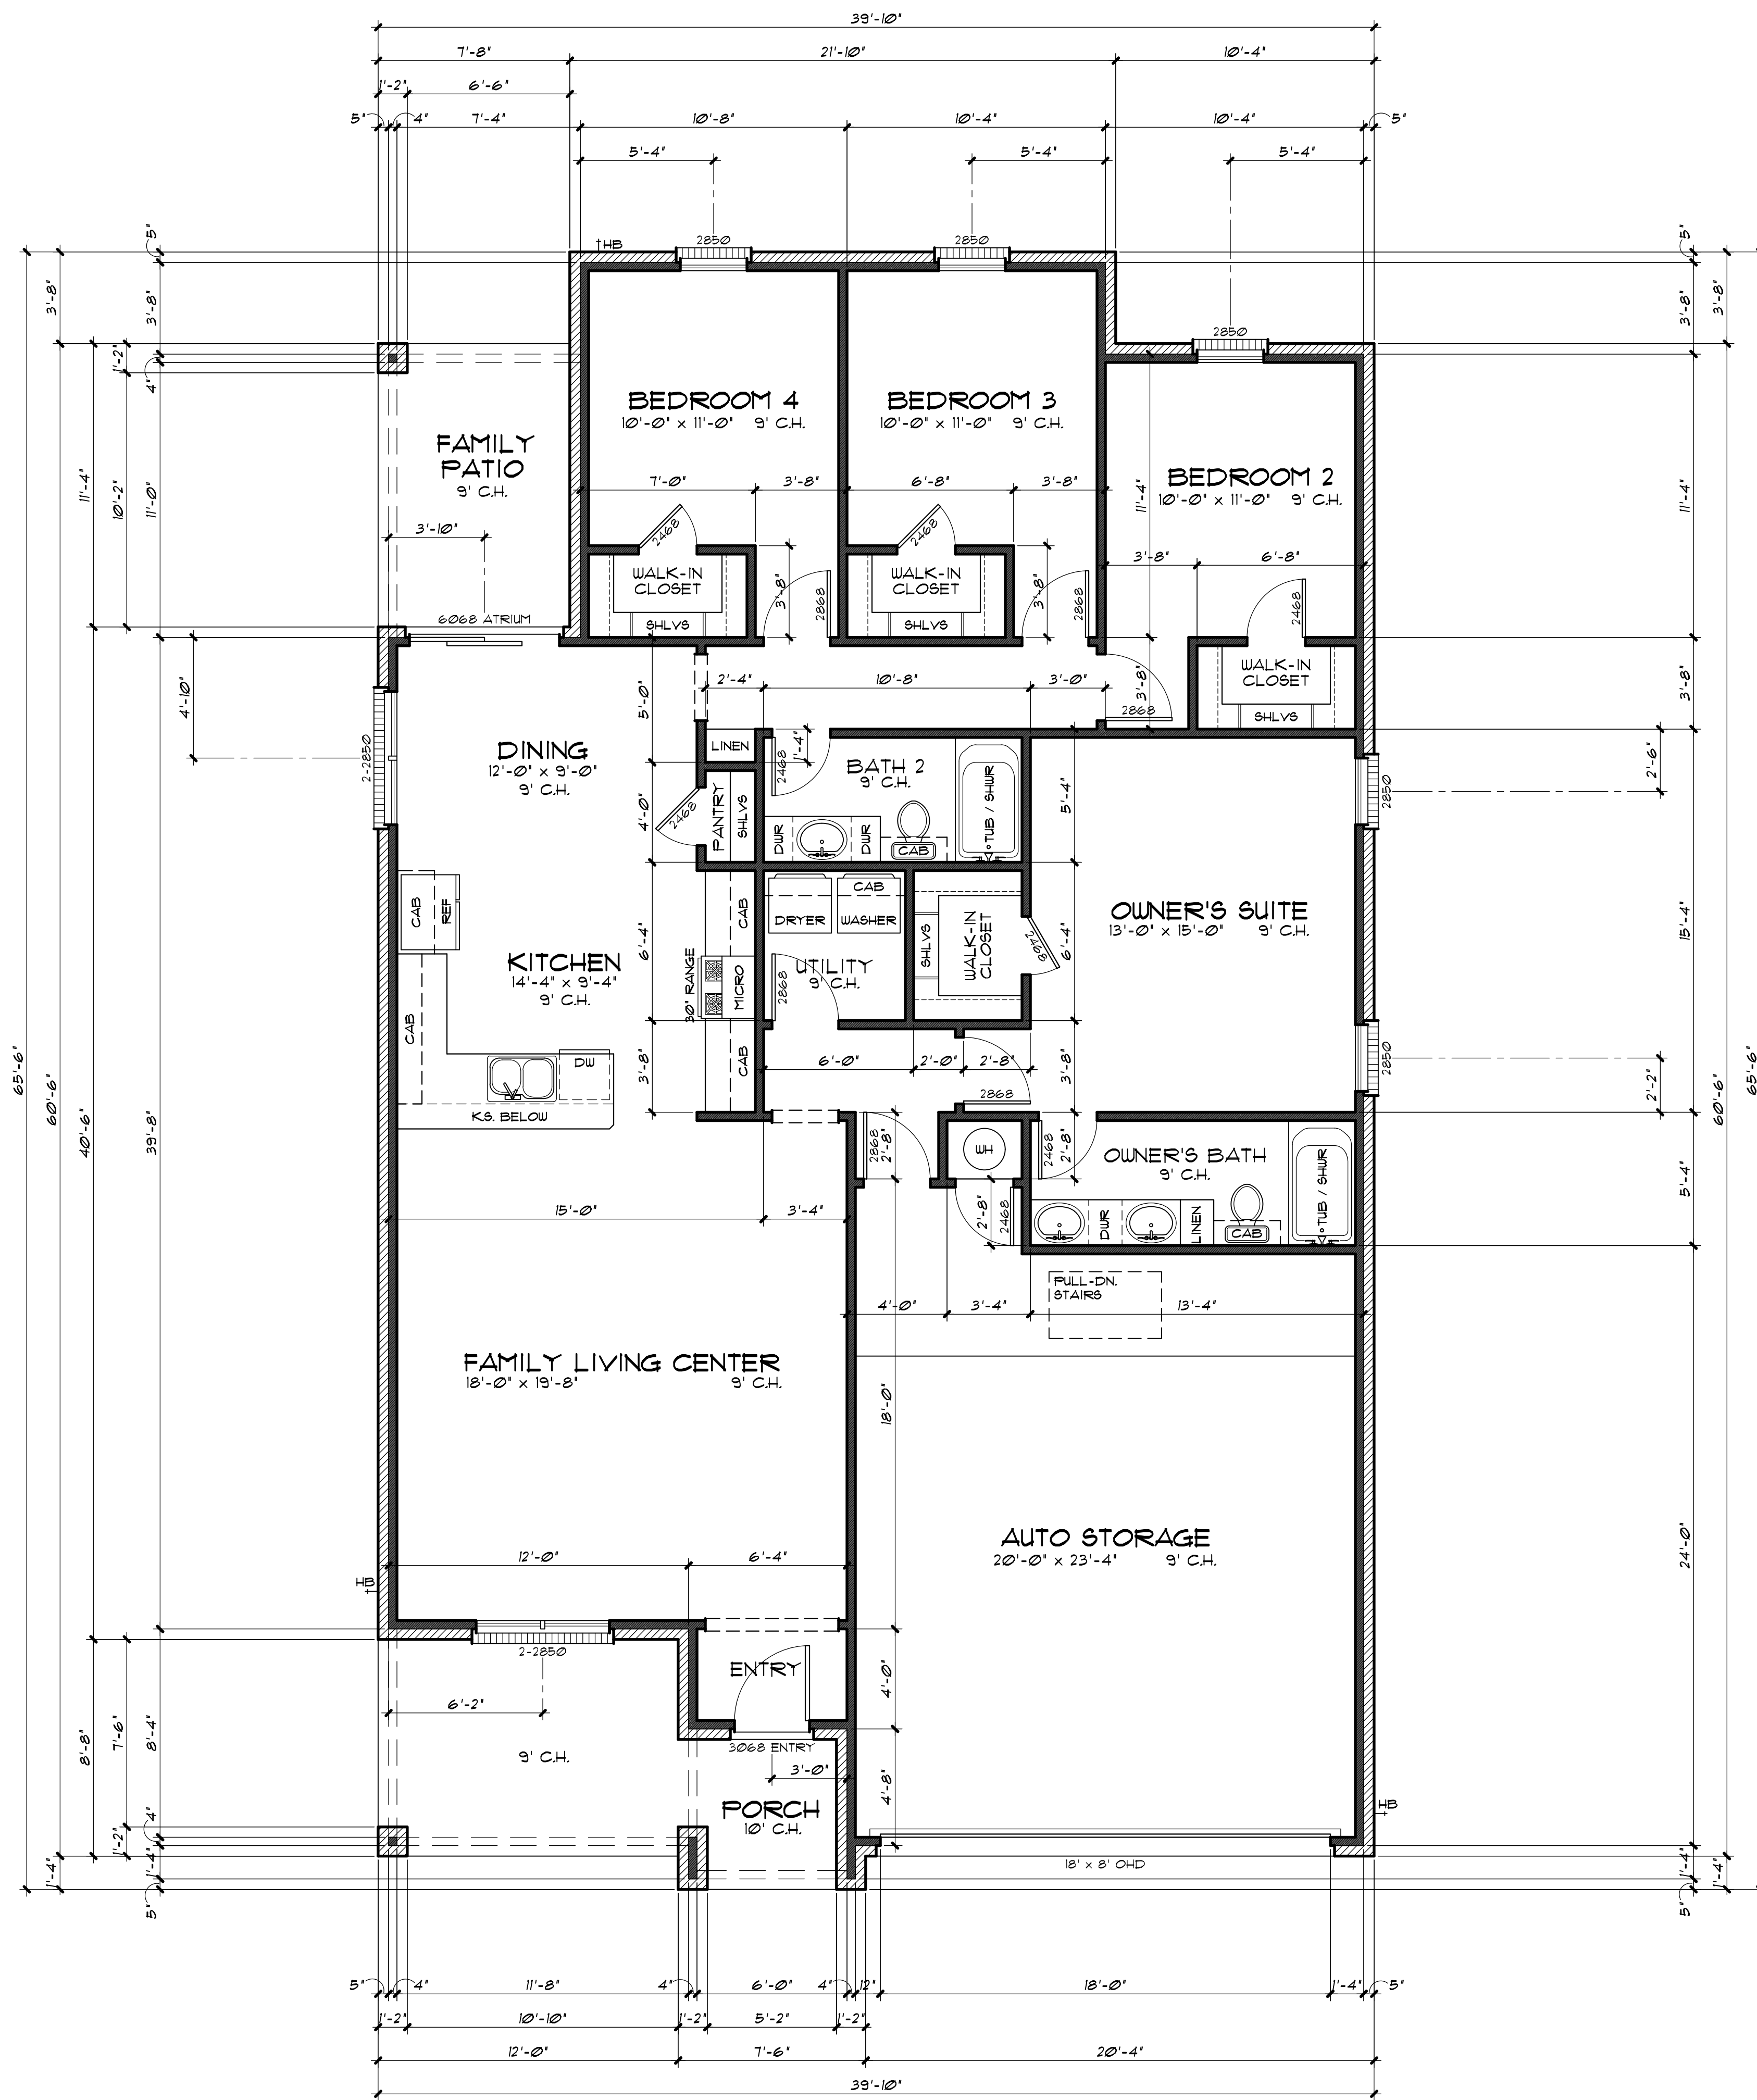 39'-10"
7'-8" 21'-10" 10'-4"
1'-2" 6'-6"
5" 4" 7'-4" 10'-8" 10'-4" 10'-4" 5"
5'-4" 5'-4" 5'-4"
5" 5"
HB 2850 2850
3'-8" 3'-8" 3'-8" 3'-8"
2850
1'-2"
4"
BEDROOM 4
10'-0" x 11'-0" 9' C.H.
BEDROOM 3
10'-0" x 11'-0" 9' C.H.
FAMILY
PATIO
9' C.H.
BEDROOM 2
10'-0" x 11'-0" 9' C.H.
11'-4" 10'-2" 11'-0"
7'-0" 3'-8" 6'-8" 3'-8"
11'-4" 11'-4"
3'-10"
2468 2468
3'-8" 6'-8"
WALK-IN
CLOSET
SHLVS
3'-8"
2868
WALK-IN
CLOSET
SHLVS
3'-8"
2868
2468
6068 ATRIUM
WALK-IN
CLOSET
SHLVS
4'-10"
5'-0"
2'-4" 10'-8" 3'-0"
3'-8"
2868
3'-8"
2-2850
DINING
12'-0" x 9'-0"
9' C.H.
LINEN
2468
1'-4"
BATH 2
9' C.H.
2'-6"
2850
4'-0"
2468
PANTRY
SHLVS
DWR
DWR
CAB
TUB / SHWR
5'-4"
CAB
REF
CAB
DRYER
CAB
WASHER
OWNER'S SUITE
13'-0" x 15'-0" 9' C.H.
15'-4"
6'-4"
SHLVS
WALK-IN
CLOSET
2468
6'-4"
KITCHEN
14'-4" x 9'-4"
9' C.H.
30" RANGE
MICRO
UTILITY
9' C.H.
2868
CAB
DW
K.S. BELOW
3'-8"
CAB
6'-0" 2'-0" 2'-8"
2868
3'-8"
2850
2'-2"
65'-6" 60'-6" 40'-6" 39'-8"
60'-6" 65'-6"
2868
2'-8"
WH
2468
2'-8"
OWNER'S BATH
9' C.H.
2'-8"
2468
DWR
LINEN
CAB
TUB / SHWR
5'-4"
15'-0" 3'-4"
PULL-DN.
STAIRS
4'-0" 3'-4" 13'-4"
FAMILY LIVING CENTER
18'-0" x 19'-8" 9' C.H.
18'-0"
AUTO STORAGE
20'-0" x 23'-4" 9' C.H.
24'-0"
12'-0" 6'-4"
HB
2-2850
ENTRY
4'-0"
6'-2"
8'-8" 7'-6" 8'-4"
9' C.H.
3068 ENTRY
3'-0"
4'-8"
PORCH
10' C.H.
HB
4"
1'-2"
1'-4" 1'-4"
5"
18' x 8' OHD
1'-4" 1'-4"
5"
5" 4" 11'-8" 4" 6'-0" 4" 12" 18'-0" 1'-4" 5"
1'-2" 10'-10" 1'-2" 5'-2" 1'-2"
12'-0" 7'-6" 20'-4"
39'-10"